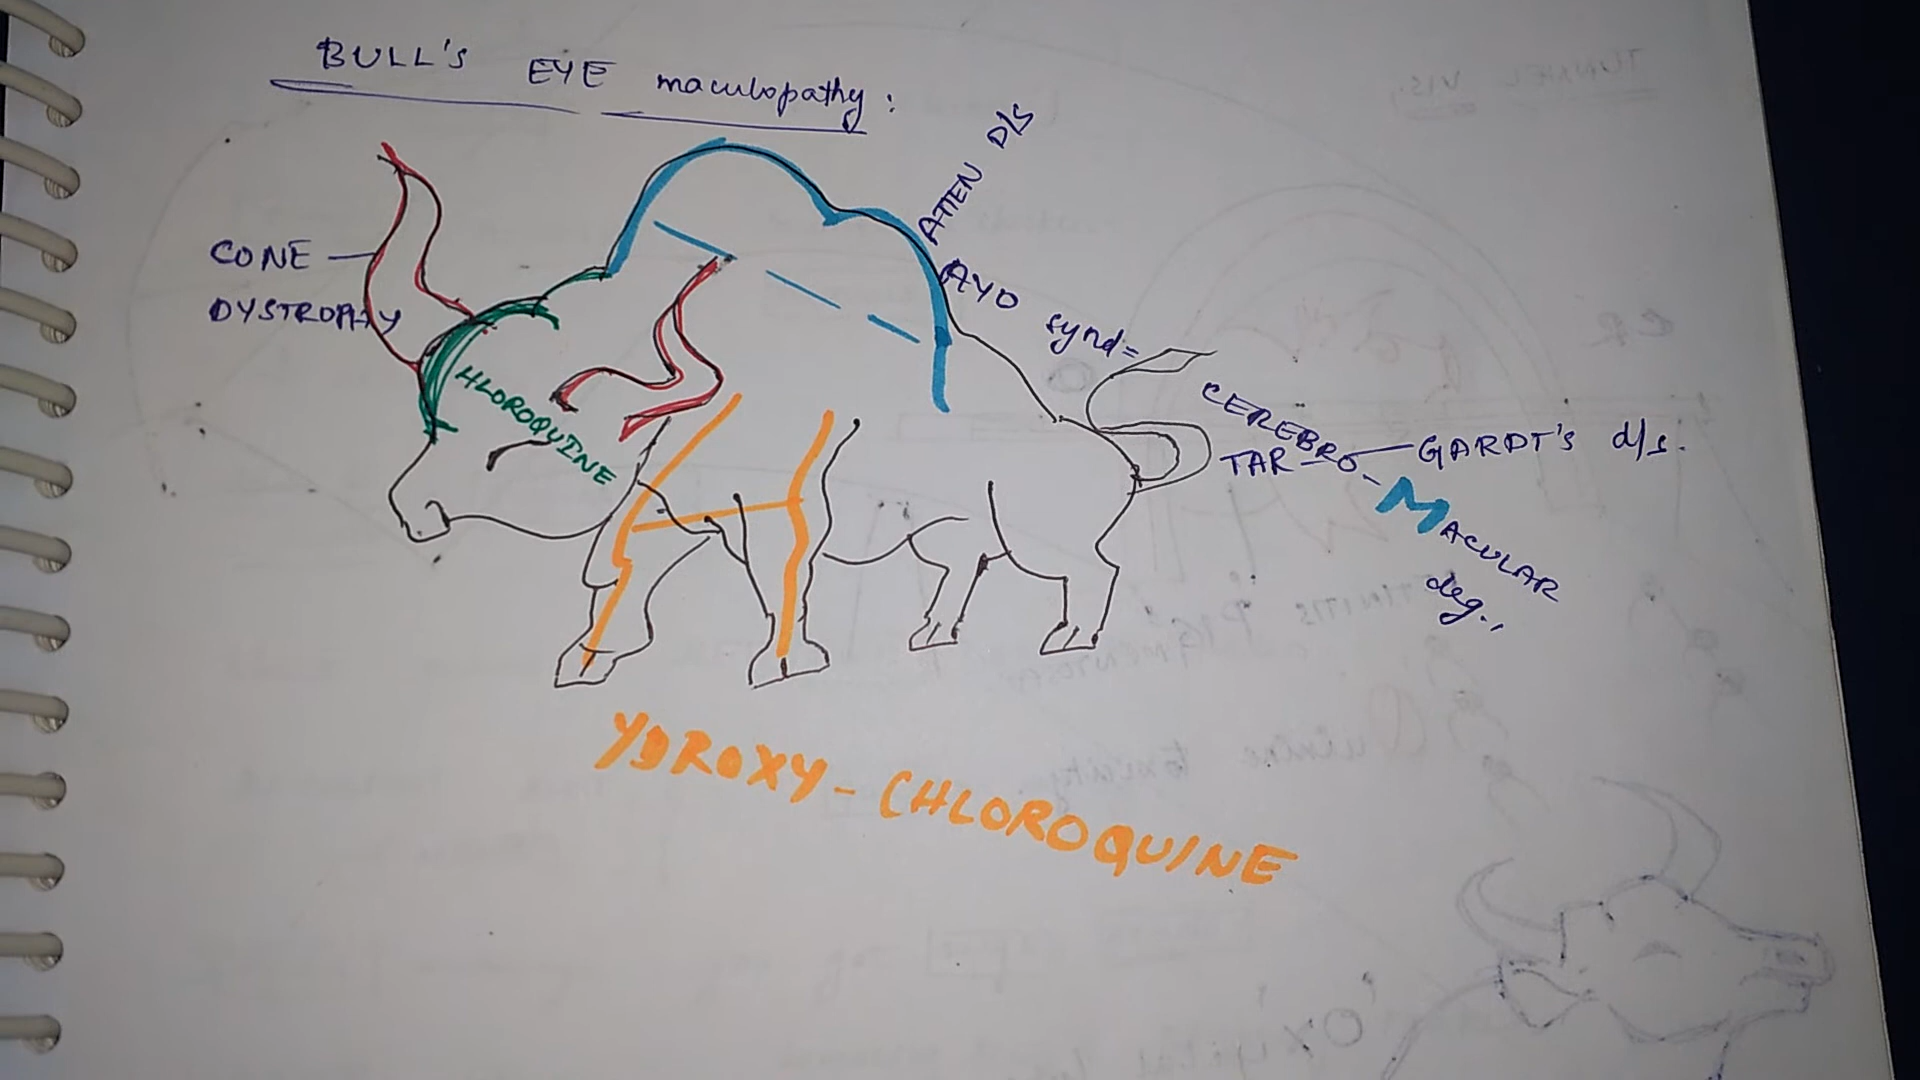 BULL'S EYE maculopathy:
ATTEN D/S
AYO synd=
CONE
DYSTROPHY
HLOROQUINE
CEREBRO-MACULAR
deg.,
TAR - GARDT'S d/s.
YDROXY-CHLOROQUINE